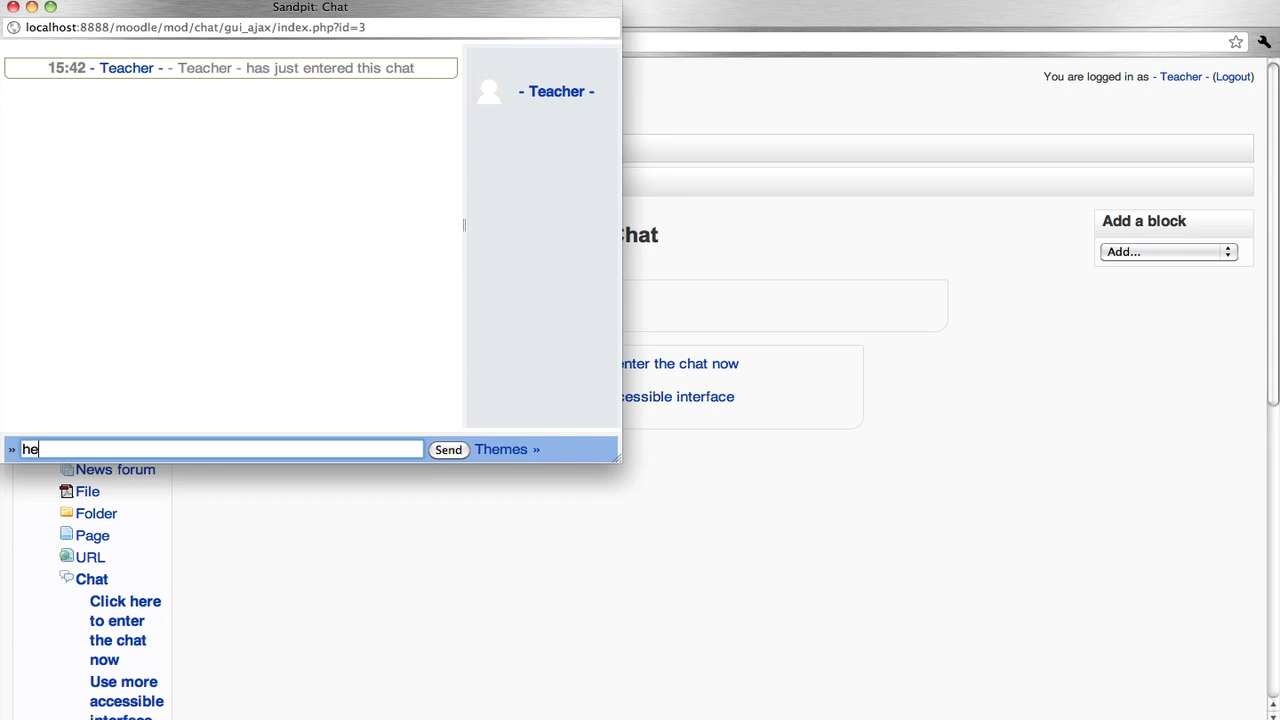 Sandpit: Chat
localhost:8888/moodle/mod/chat/gui_ajax/index.php?id=3
15:42 - Teacher - - Teacher - has just entered this chat
- Teacher -
» he Send Themes »
You are logged in as - Teacher - (Logout)
Chat
Add a block
Add...
enter the chat now
cessible interface
News forum
File
Folder
Page
URL
Chat
Click here
to enter
the chat
now
Use more
accessible
interface